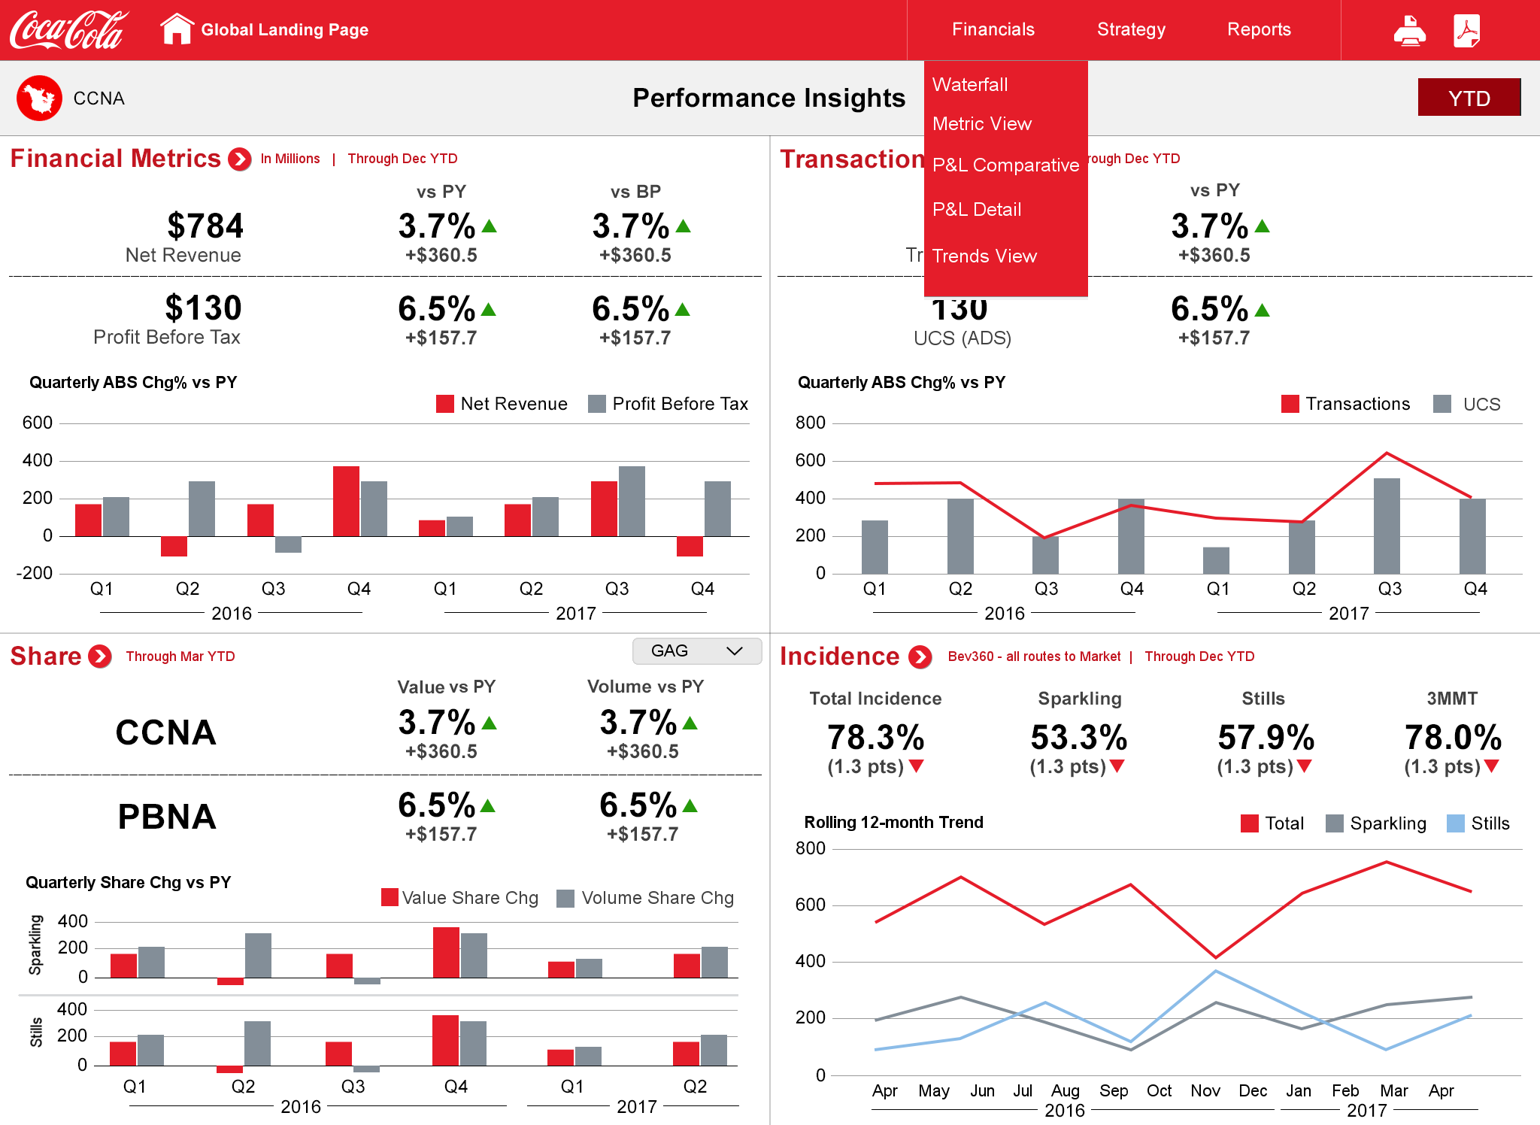 Coca-Cola
Global Landing Page
Financials
Strategy
Reports
CCNA
Performance Insights
YTD
Waterfall
Metric View
P&L Comparative
P&L Detail
Trends View
Financial Metrics
In Millions | Through Dec YTD
vs PY
vs BP
$784
3.7%
3.7%
Net Revenue
+$360.5
+$360.5
$130
6.5%
6.5%
Profit Before Tax
+$157.7
+$157.7
Quarterly ABS Chg% vs PY
Net Revenue
Profit Before Tax
600
400
200
0
-200
Q1 Q2 Q3 Q4 Q1 Q2 Q3 Q4
2016 2017
Transaction
rough Dec YTD
vs PY
3.7%
Tr
+$360.5
130
6.5%
UCS (ADS)
+$157.7
Quarterly ABS Chg% vs PY
Transactions
UCS
800
600
400
200
0
Q1 Q2 Q3 Q4 Q1 Q2 Q3 Q4
2016 2017
Share
Through Mar YTD
GAG
Value vs PY
Volume vs PY
CCNA
3.7%
3.7%
+$360.5
+$360.5
PBNA
6.5%
6.5%
+$157.7
+$157.7
Quarterly Share Chg vs PY
Value Share Chg
Volume Share Chg
Sparkling
400
200
0
Stills
400
200
0
Q1 Q2 Q3 Q4 Q1 Q2
2016 2017
Incidence
Bev360 - all routes to Market | Through Dec YTD
Total Incidence
Sparkling
Stills
3MMT
78.3%
53.3%
57.9%
78.0%
(1.3 pts)
(1.3 pts)
(1.3 pts)
(1.3 pts)
Rolling 12-month Trend
Total
Sparkling
Stills
800
600
400
200
0
Apr May Jun Jul Aug Sep Oct Nov Dec Jan Feb Mar Apr
2016 2017